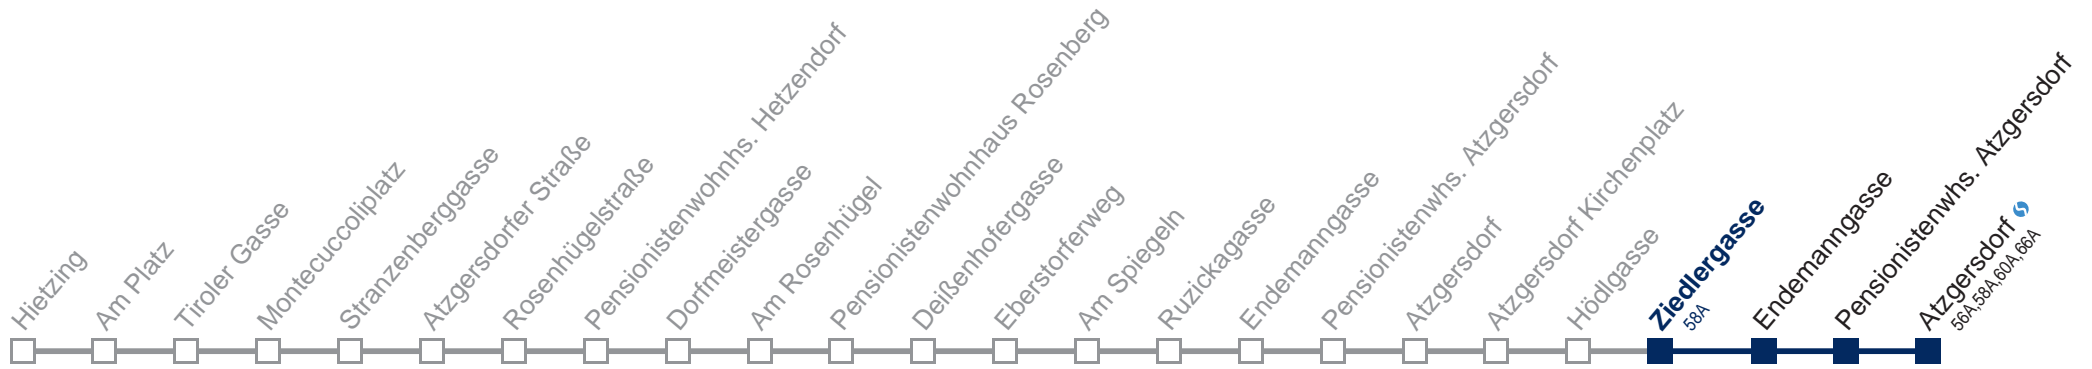 Hietzing
Am Platz
Tiroler Gasse
Montecuccoliplatz
Stranzenberggasse
Atzgersdorfer Straße
Rosenhügelstraße
Pensionistenwohnhs. Hetzendorf
Dorfmeistergasse
Am Rosenhügel
Pensionistenwohnhaus Rosenberg
Deißenhofergasse
Eberstorferweg
Am Spiegeln
Ruzickagasse
Endemanngasse
Pensionistenwhs. Atzgersdorf
Atzgersdorf
Atzgersdorf Kirchenplatz
Hödlgasse
Ziedlergasse
58A
Endemanngasse
Pensionistenwhs. Atzgersdorf
Atzgersdorf
56A,58A,60A,66A